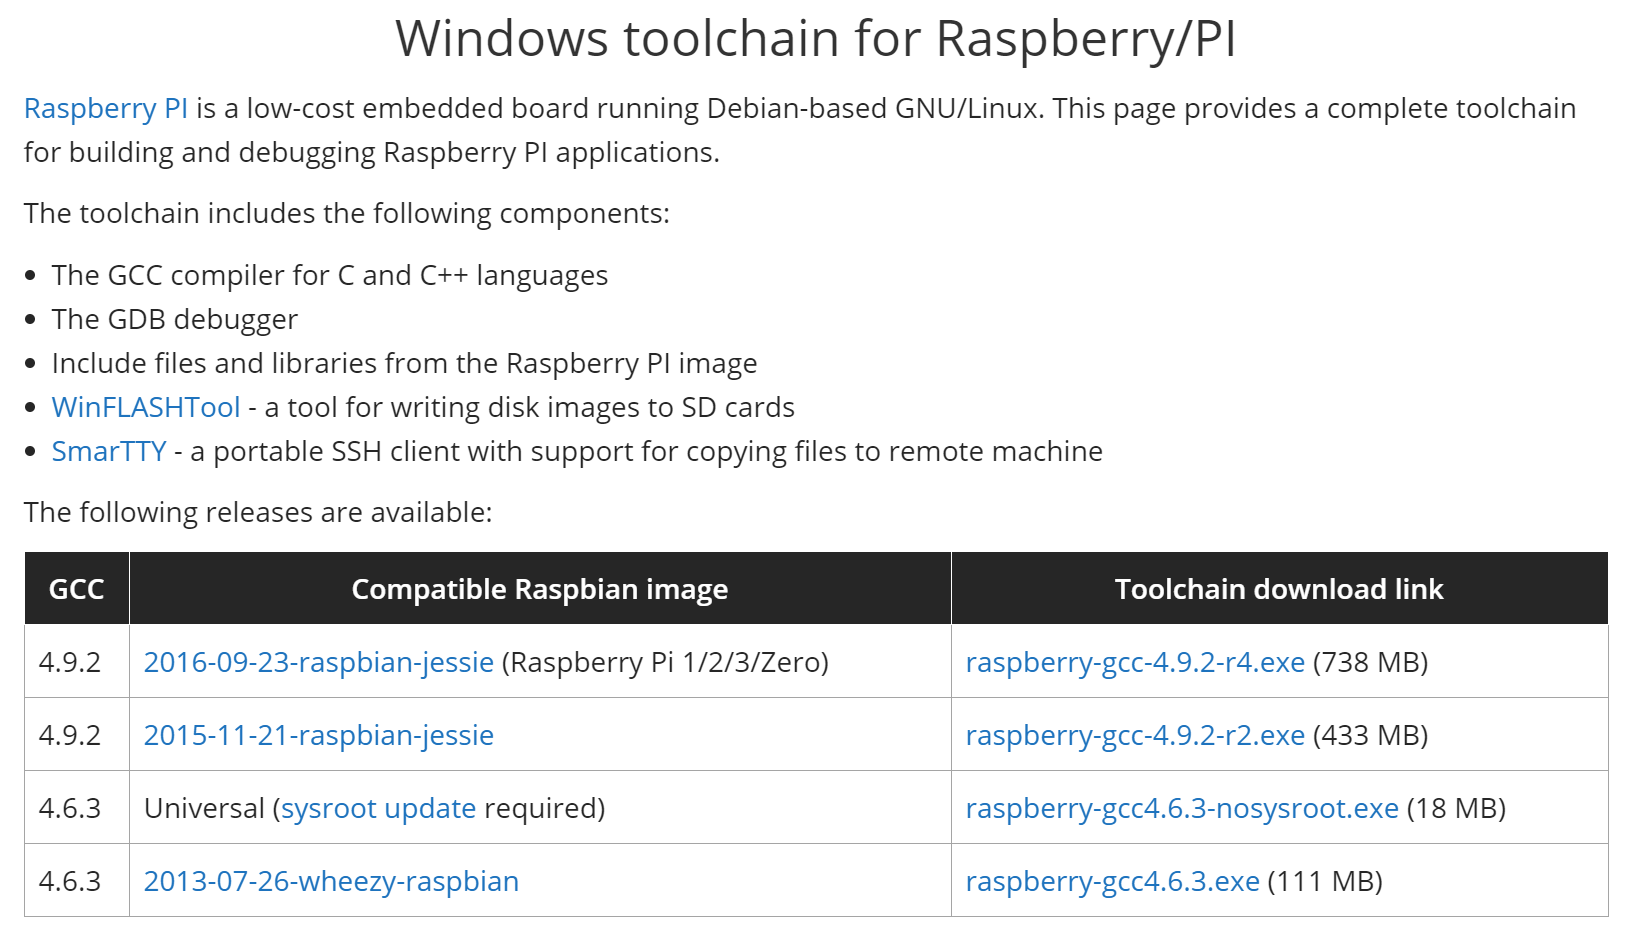 Windows toolchain for Raspberry/PI
Raspberry PI is a low-cost embedded board running Debian-based GNU/Linux. This page provides a complete toolchain
for building and debugging Raspberry PI applications.
The toolchain includes the following components:
• The GCC compiler for C and C++ languages
• The GDB debugger
• Include files and libraries from the Raspberry PI image
• WinFLASHTool - a tool for writing disk images to SD cards
• SmarTTY - a portable SSH client with support for copying files to remote machine
The following releases are available:
GCC Compatible Raspbian image Toolchain download link
4.9.2 2016-09-23-raspbian-jessie (Raspberry Pi 1/2/3/Zero) raspberry-gcc-4.9.2-r4.exe (738 MB)
4.9.2 2015-11-21-raspbian-jessie raspberry-gcc-4.9.2-r2.exe (433 MB)
4.6.3 Universal (sysroot update required) raspberry-gcc4.6.3-nosysroot.exe (18 MB)
4.6.3 2013-07-26-wheezy-raspbian raspberry-gcc4.6.3.exe (111 MB)